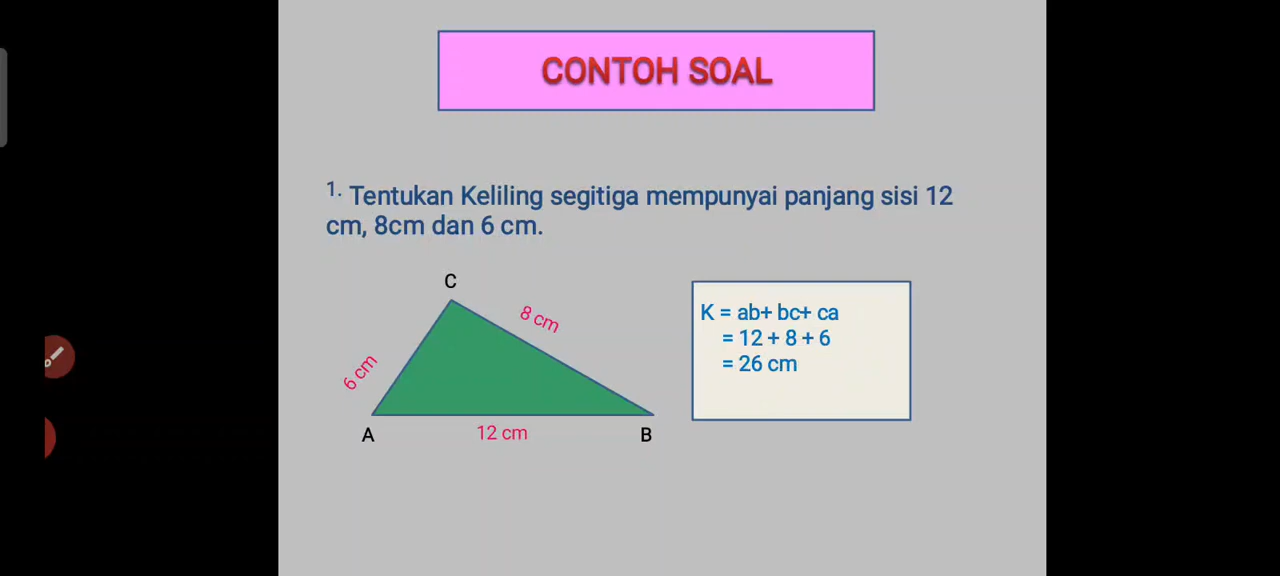 CONTOH SOAL
1. Tentukan Keliling segitiga mempunyai panjang sisi 12
cm, 8cm dan 6 cm.
C
8 cm
6 cm
A
12 cm
B
K = ab+ bc+ ca
= 12 + 8 + 6
= 26 cm